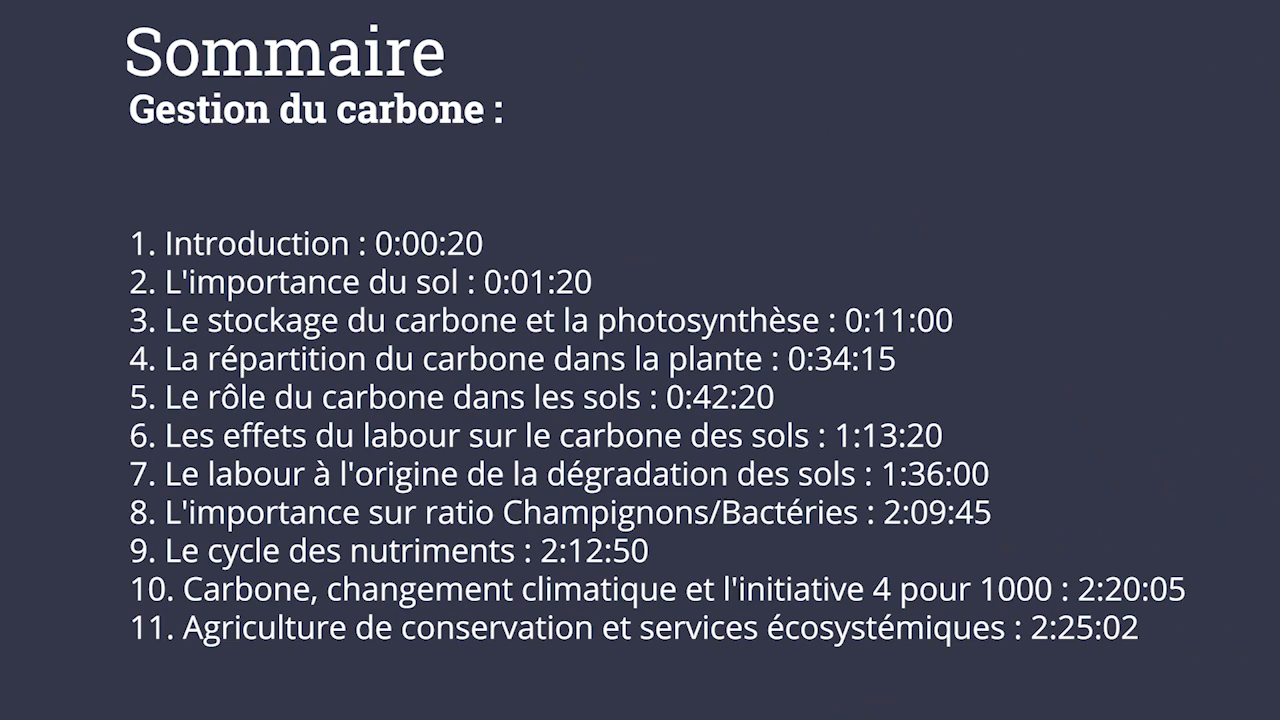 Sommaire
Gestion du carbone :
1. Introduction : 0:00:20
2. L'importance du sol : 0:01:20
3. Le stockage du carbone et la photosynthèse : 0:11:00
4. La répartition du carbone dans la plante : 0:34:15
5. Le rôle du carbone dans les sols : 0:42:20
6. Les effets du labour sur le carbone des sols : 1:13:20
7. Le labour à l'origine de la dégradation des sols : 1:36:00
8. L'importance sur ratio Champignons/Bactéries : 2:09:45
9. Le cycle des nutriments : 2:12:50
10. Carbone, changement climatique et l'initiative 4 pour 1000 : 2:20:05
11. Agriculture de conservation et services écosystémiques : 2:25:02